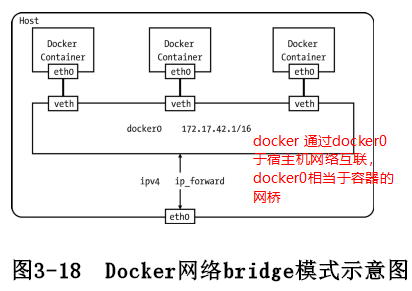 Host
Docker Container
Docker Container
Docker Container
eth0
eth0
eth0
veth
veth
veth
docker0 172.17.42.1/16
docker 通过docker0
于宿主机网络互联，
docker0相当于容器的
网桥
ipv4 ip_forward
eth0
图3-18 Docker网络bridge模式示意图